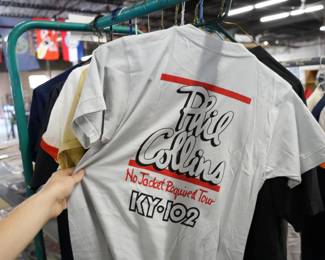 Phil
Collins
No Jacket Required Tour
KY·102